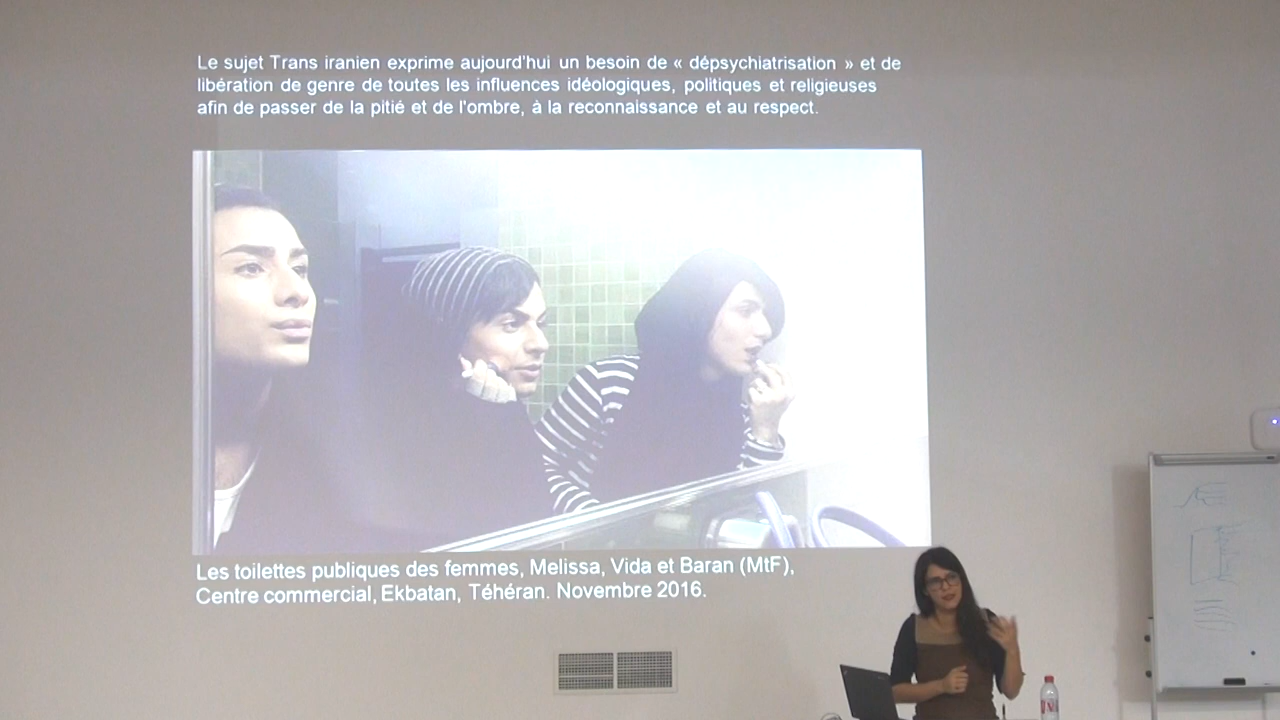 Le sujet Trans iranien exprime aujourd'hui un besoin de « dépsychiatrisation » et de
libération de genre de toutes les influences idéologiques, politiques et religieuses
afin de passer de la pitié et de l'ombre, à la reconnaissance et au respect.
Les toilettes publiques des femmes, Melissa, Vida et Baran (MtF),
Centre commercial, Ekbatan, Téhéran. Novembre 2016.